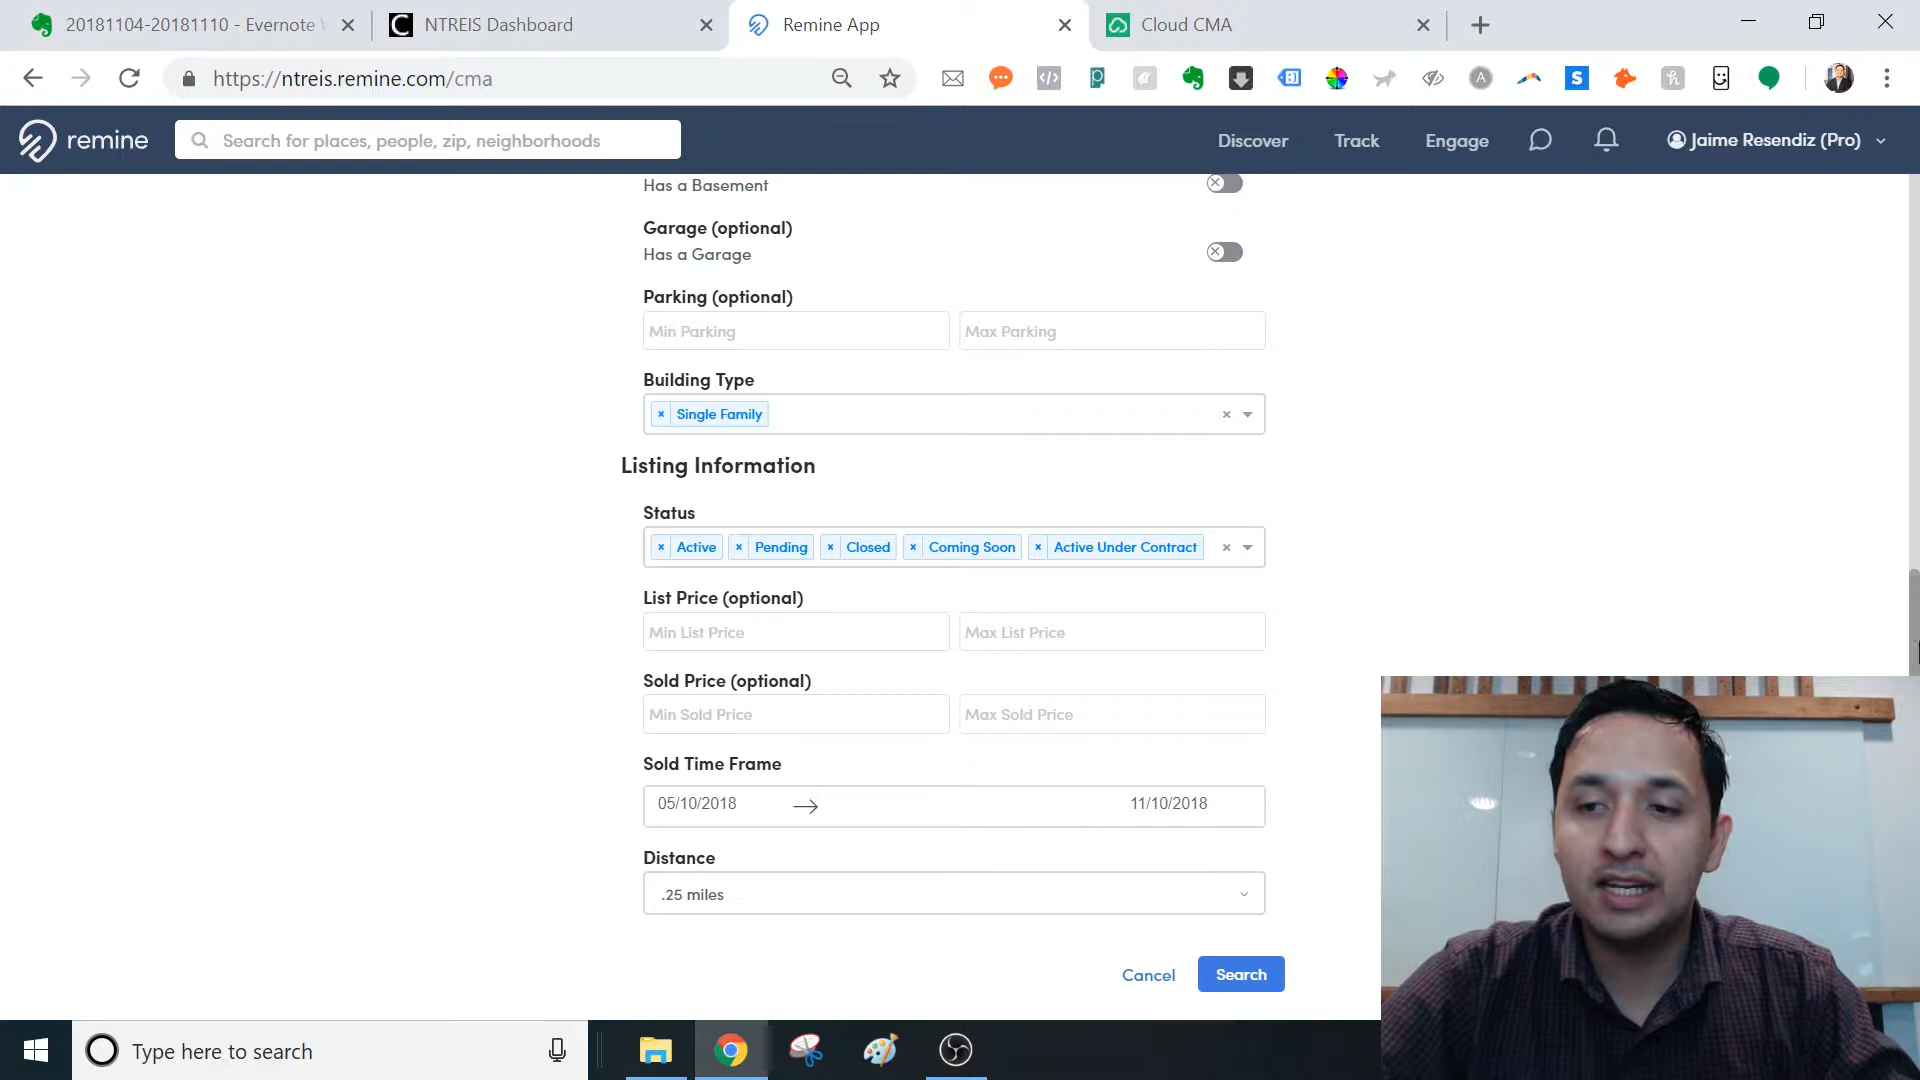 20181104-20181110 - Evernote
NTREIS Dashboard
Remine App
Cloud CMA
https://ntreis.remine.com/cma
remine
Search for places, people, zip, neighborhoods
Discover
Track
Engage
Jaime Resendiz (Pro)
Has a Basement
Garage (optional)
Has a Garage
Parking (optional)
Min Parking
Max Parking
Building Type
× Single Family
Listing Information
Status
× Active × Pending × Closed × Coming Soon × Active Under Contract
List Price (optional)
Min List Price
Max List Price
Sold Price (optional)
Min Sold Price
Max Sold Price
Sold Time Frame
05/10/2018
11/10/2018
Distance
.25 miles
Cancel
Search
Type here to search